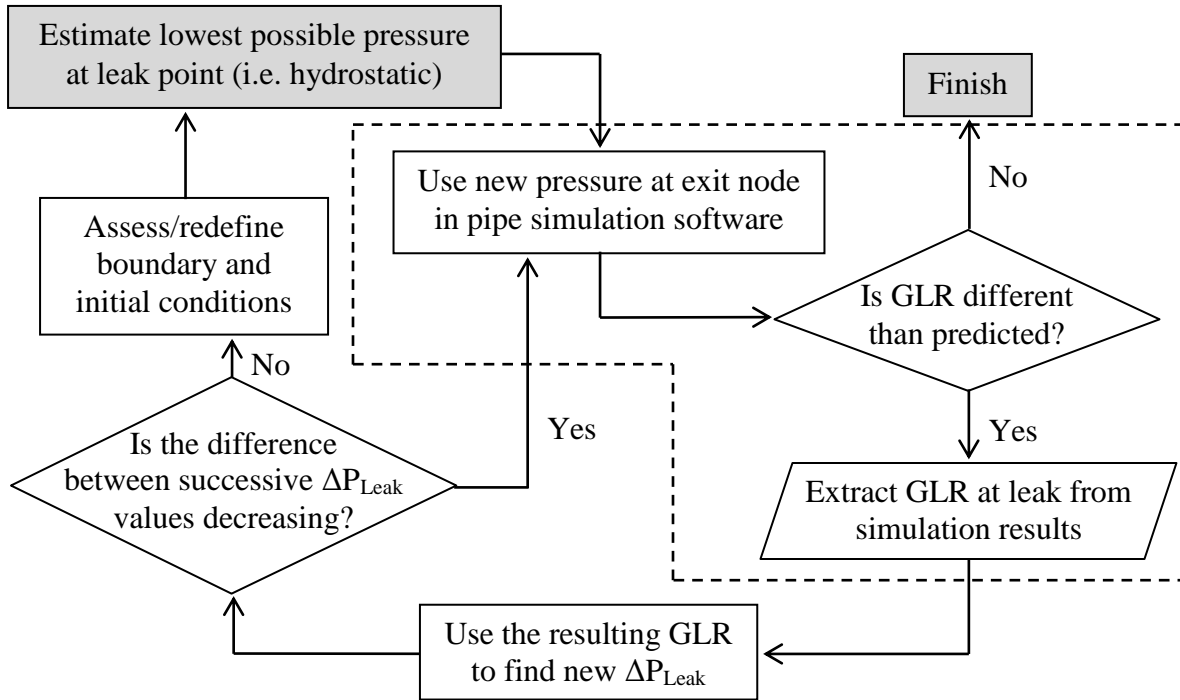 Estimate lowest possible pressure
at leak point (i.e. hydrostatic)
Finish
Use new pressure at exit node
in pipe simulation software
No
Assess/redefine
boundary and
initial conditions
Is GLR different
than predicted?
No
Yes
Yes
Is the difference
between successive ΔP_Leak
values decreasing?
Extract GLR at leak from
simulation results
Use the resulting GLR
to find new ΔP_Leak